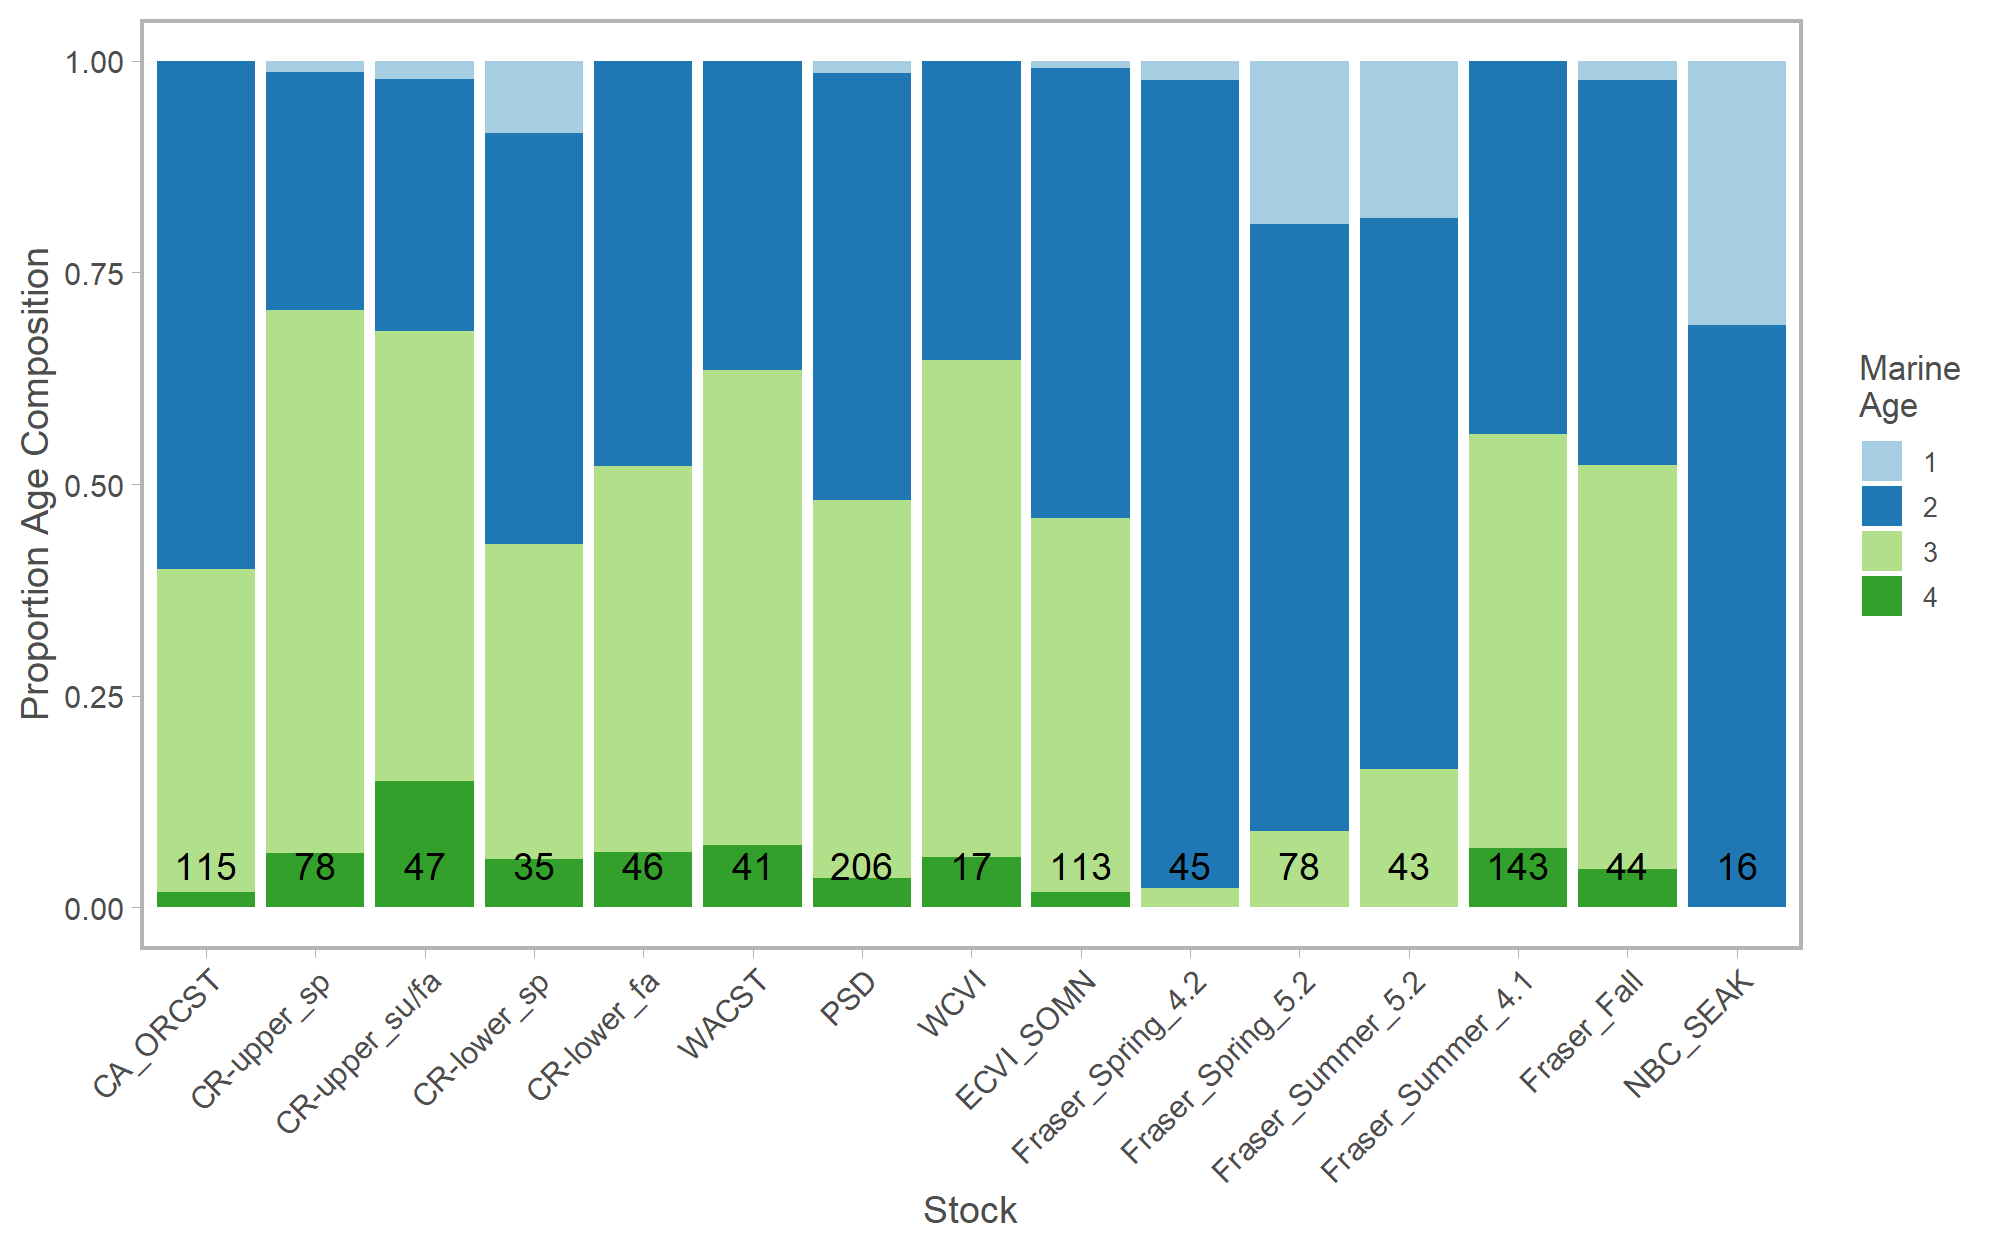 1.00
0.75
0.50
0.25
0.00
Proportion Age Composition
115 78 47 35 46 41 206 17 113 45 78 43 143 44 16
CA_ORCST
CR-upper_sp
CR-upper_su/fa
CR-lower_sp
CR-lower_fa
WACST
PSD
WCVI
ECVI_SOMN
Fraser_Spring_4.2
Fraser_Spring_5.2
Fraser_Summer_5.2
Fraser_Summer_4.1
Fraser_Fall
NBC_SEAK
Stock
Marine
Age
1
2
3
4